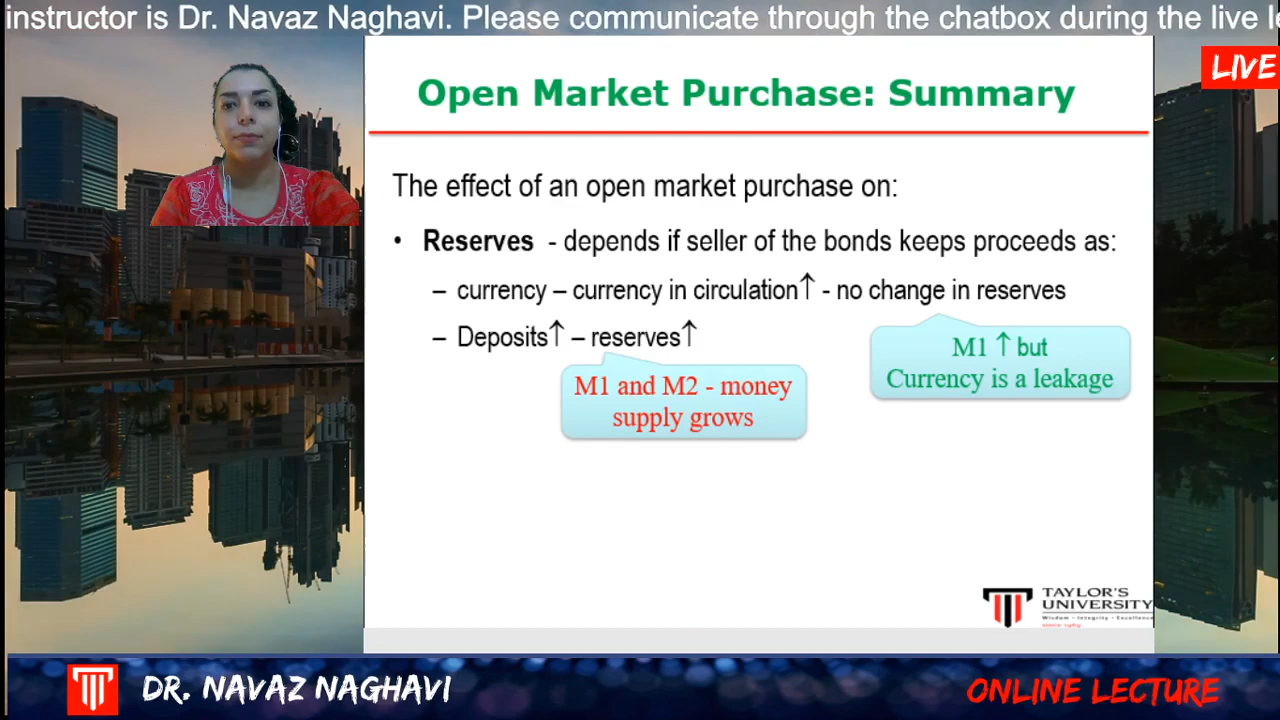 instructor is Dr. Navaz Naghavi. Please communicate through the chatbox during the live le
LIVE
Open Market Purchase: Summary
The effect of an open market purchase on:
• Reserves - depends if seller of the bonds keeps proceeds as:
– currency – currency in circulation↑ - no change in reserves
– Deposits↑ – reserves↑
M1 ↑ but
Currency is a leakage
M1 and M2 - money
supply grows
TAYLOR'S
UNIVERSITY
Wisdom · Integrity · Excellence
since 1969
DR. NAVAZ NAGHAVI
ONLINE LECTURE